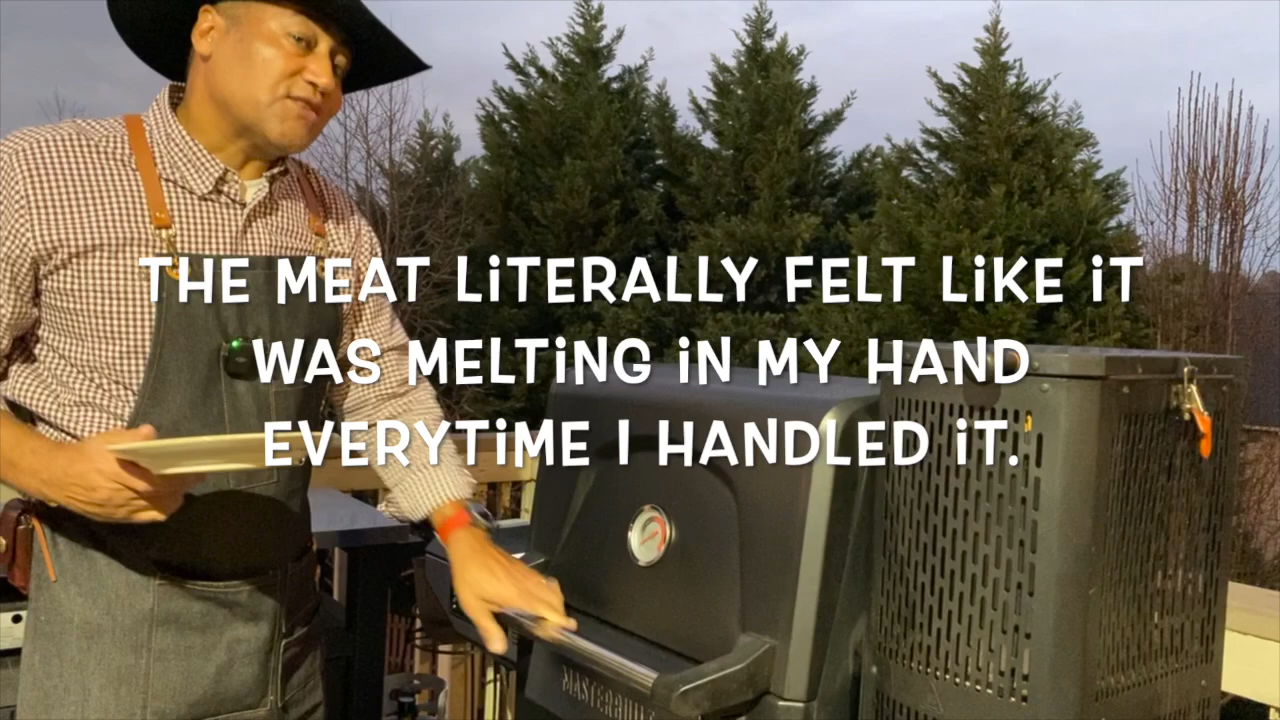 THE MEAT LiTERALLY FELT LiKE iT
WAS MELTiNG iN MY HAND
EVERYTiME I HANDLED iT.
MASTERBUILT